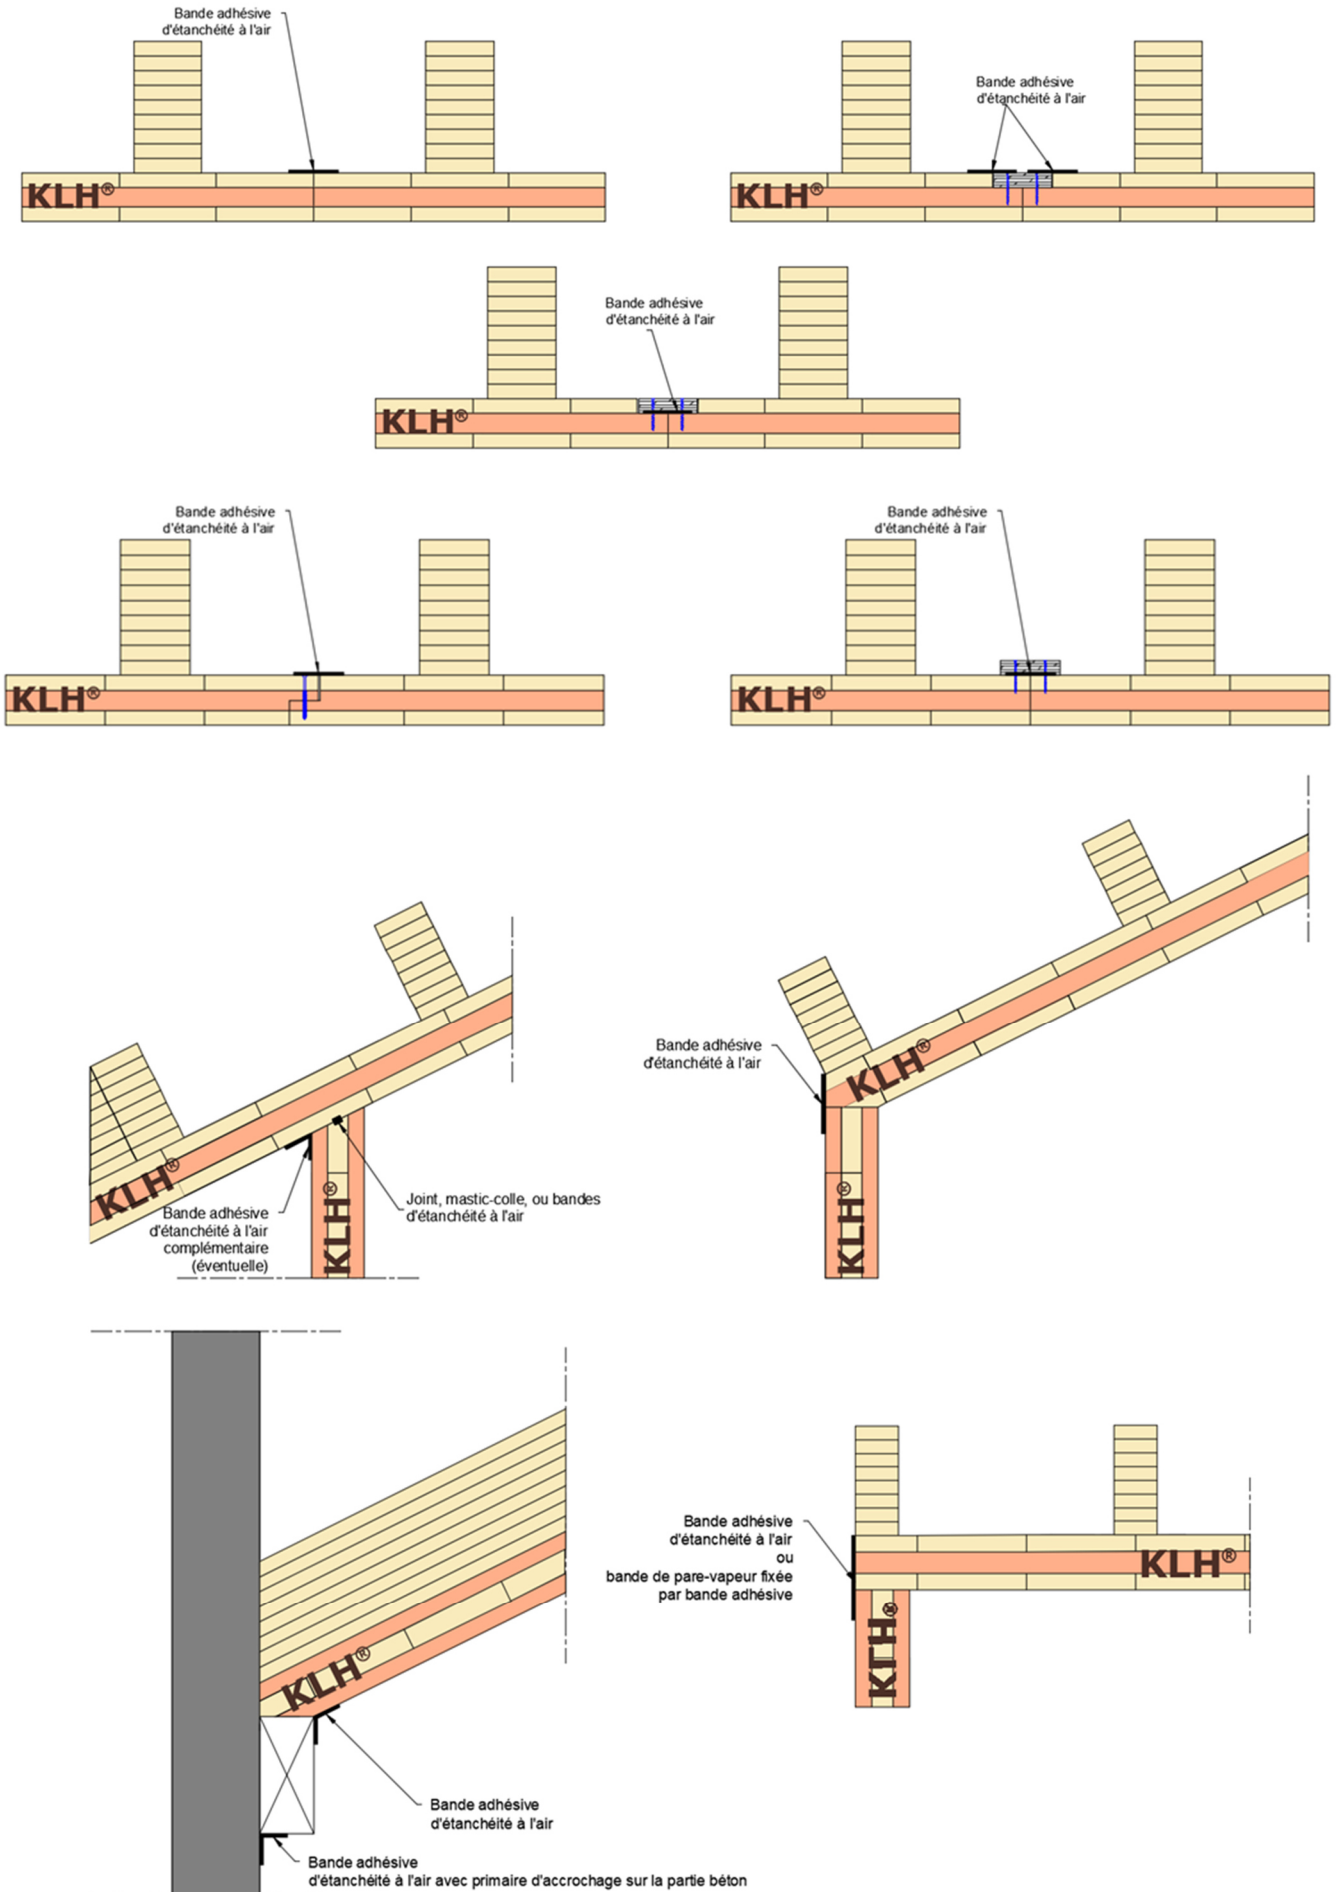 Bande adhésive
d'étanchéité à l'air
KLH®
Bande adhésive
d'étanchéité à l'air
KLH®
Bande adhésive
d'étanchéité à l'air
KLH®
Bande adhésive
d'étanchéité à l'air
KLH®
Bande adhésive
d'étanchéité à l'air
KLH®
KLH®
Bande adhésive
d'étanchéité à l'air
complémentaire
(éventuelle)
KLH®
Joint, mastic-colle, ou bandes
d'étanchéité à l'air
Bande adhésive
d'étanchéité à l'air
KLH®
KLH®
KLH®
Bande adhésive
d'étanchéité à l'air
Bande adhésive
d'étanchéité à l'air avec primaire d'accrochage sur la partie béton
Bande adhésive
d'étanchéité à l'air
ou
bande de pare-vapeur fixée
par bande adhésive
KLH®
KLH®